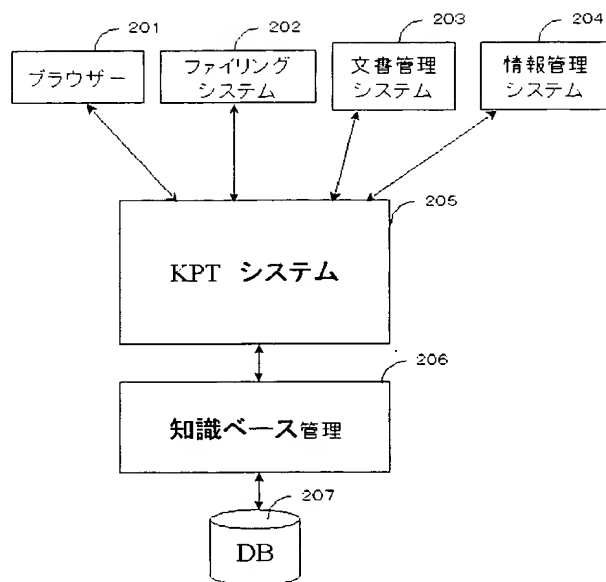 201
202
203
204
ブラウザー
ファイリング
システム
文書管理
システム
情報管理
システム
205
KPT システム
206
知識ベース管理
207
DB